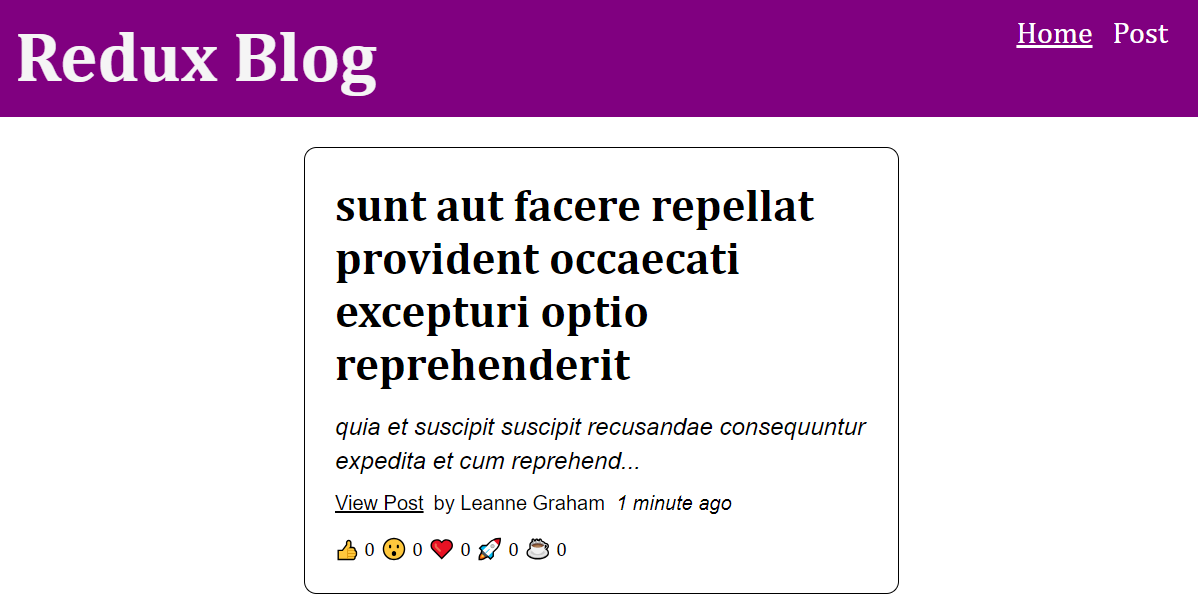 Redux Blog
Home Post
sunt aut facere repellat
provident occaecati
excepturi optio
reprehenderit
quia et suscipit suscipit recusandae consequuntur
expedita et cum reprehend...
View Post by Leanne Graham 1 minute ago
👍 0 😮 0 ❤️ 0 🚀 0 ☕ 0